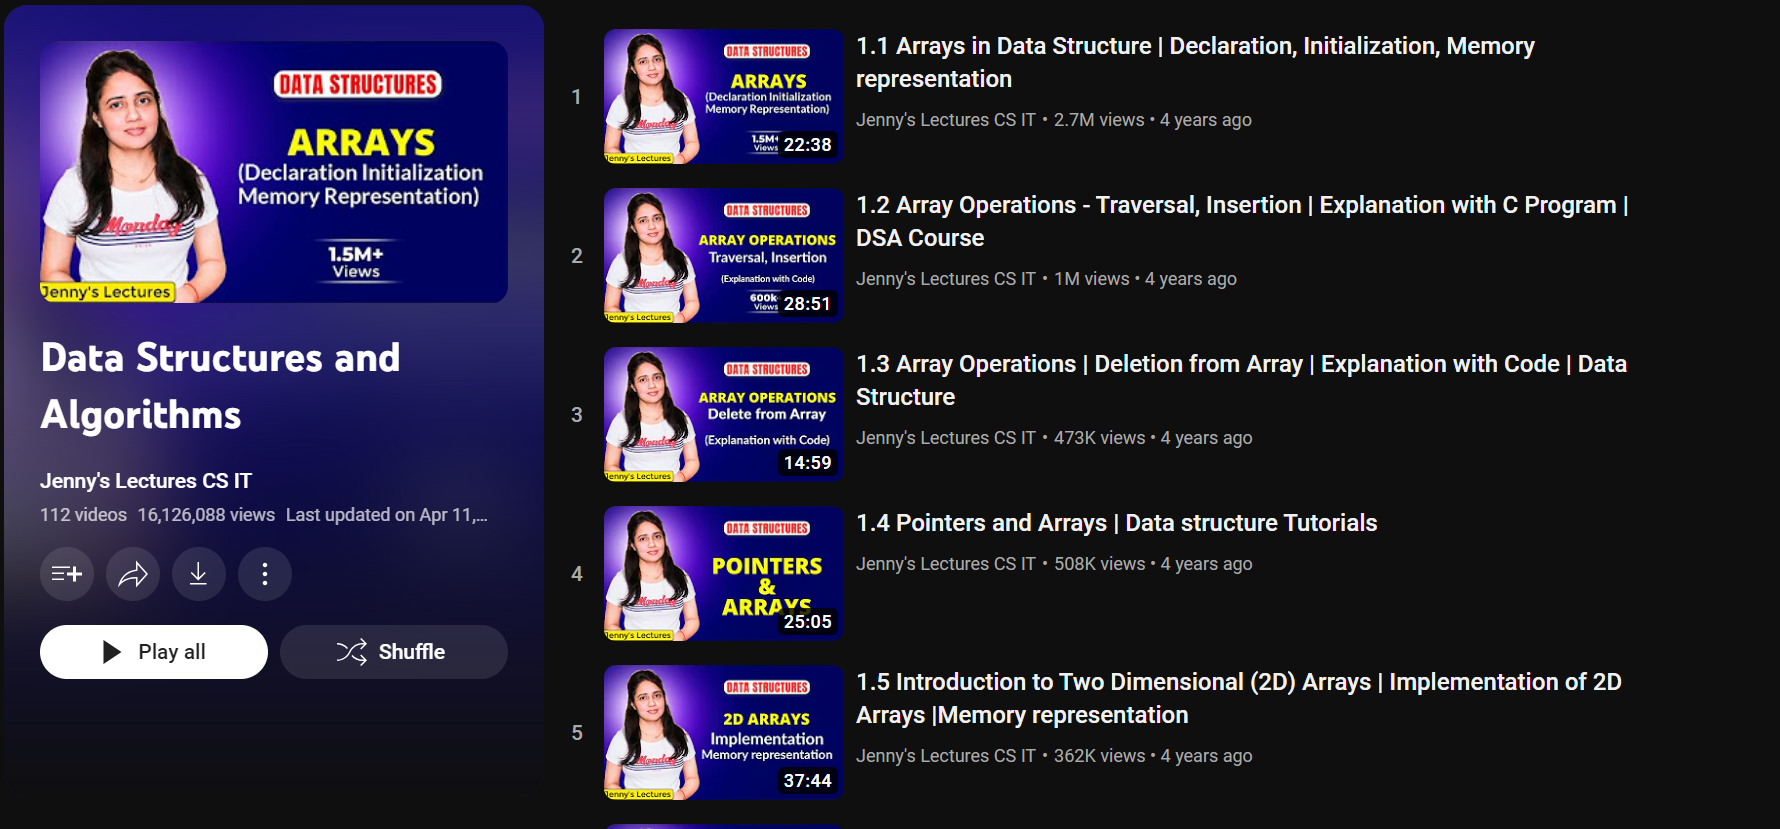 DATA STRUCTURES
ARRAYS
(Declaration Initialization
Memory Representation)
Monday
1.5M+
Views
Jenny's Lectures
Data Structures and
Algorithms
Jenny's Lectures CS IT
112 videos 16,126,088 views Last updated on Apr 11,...
Play all
Shuffle
1
DATA STRUCTURES
ARRAYS
(Declaration Initialization
Memory Representation)
Monday
1.5M+
Views
22:38
Jenny's Lectures
1.1 Arrays in Data Structure | Declaration, Initialization, Memory
representation
Jenny's Lectures CS IT • 2.7M views • 4 years ago
2
DATA STRUCTURES
ARRAY OPERATIONS
Traversal, Insertion
(Explanation with Code)
Monday
600k
Views
28:51
Jenny's Lectures
1.2 Array Operations - Traversal, Insertion | Explanation with C Program |
DSA Course
Jenny's Lectures CS IT • 1M views • 4 years ago
3
DATA STRUCTURES
ARRAY OPERATIONS
Delete from Array
(Explanation with Code)
Monday
14:59
Jenny's Lectures
1.3 Array Operations | Deletion from Array | Explanation with Code | Data
Structure
Jenny's Lectures CS IT • 473K views • 4 years ago
4
DATA STRUCTURES
POINTERS
&
ARRAYS
Monday
25:05
Jenny's Lectures
1.4 Pointers and Arrays | Data structure Tutorials
Jenny's Lectures CS IT • 508K views • 4 years ago
5
DATA STRUCTURES
2D ARRAYS
Implementation
Memory representation
Monday
37:44
Jenny's Lectures
1.5 Introduction to Two Dimensional (2D) Arrays | Implementation of 2D
Arrays |Memory representation
Jenny's Lectures CS IT • 362K views • 4 years ago